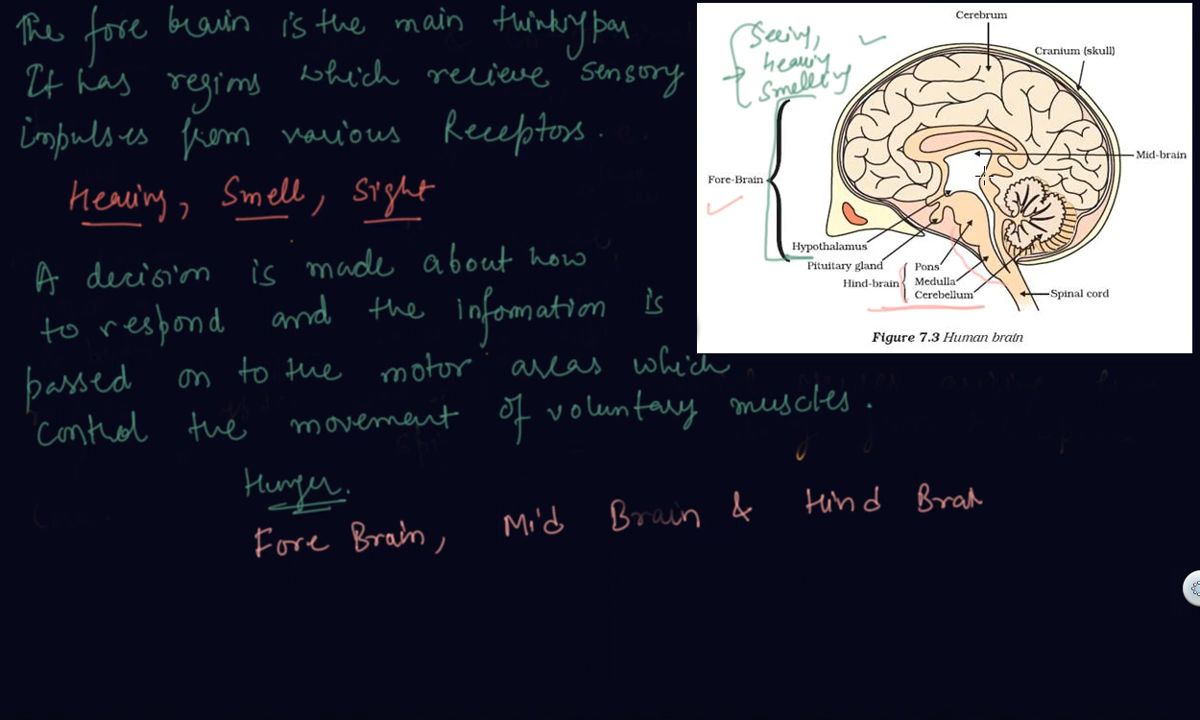 The fore brain is the main thinking par
It has regions which recieve sensory
impulses from various Receptors.
Hearing, Smell, Sight
A decision is made about how
to respond and the information is
passed on to the motor areas which
control the movement of voluntary muscles.
Hunger.
Fore Brain, Mid Brain & Hind Brai
Seeing,
hearing
Smelling
Cerebrum
Cranium (skull)
Mid-brain
Fore-Brain
Hypothalamus
Pituitary gland
Hind-brain
Pons
Medulla
Cerebellum
Spinal cord
Figure 7.3 Human brain